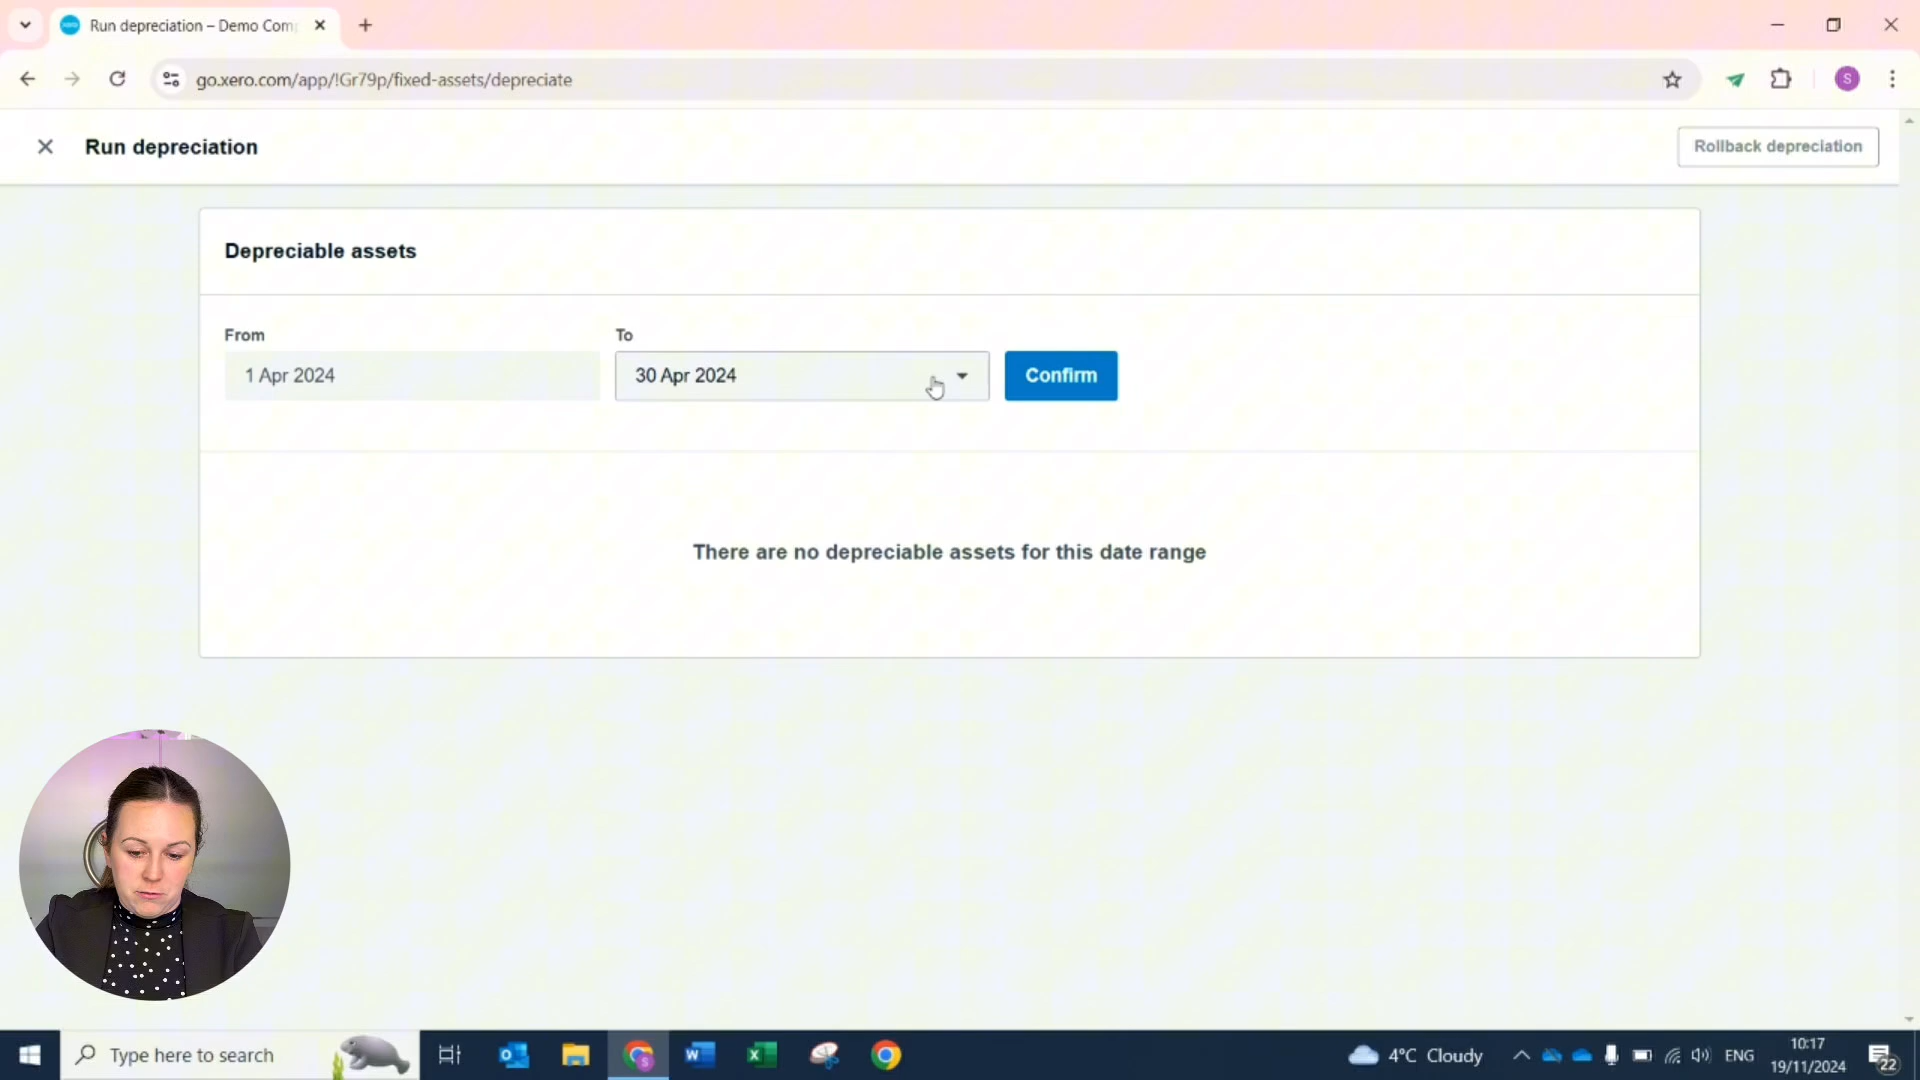 Run depreciation – Demo Com
go.xero.com/app/!Gr79p/fixed-assets/depreciate
S
Run depreciation
Rollback depreciation
Depreciable assets
From
To
1 Apr 2024
30 Apr 2024
Confirm
There are no depreciable assets for this date range
Type here to search
4°C Cloudy
ENG
10:17
19/11/2024
22